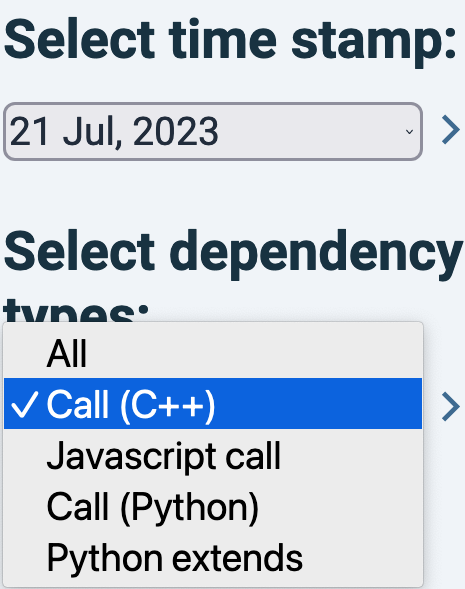 Select time stamp:
21 Jul, 2023
Select dependency
types:
All
Call (C++)
Javascript call
Call (Python)
Python extends